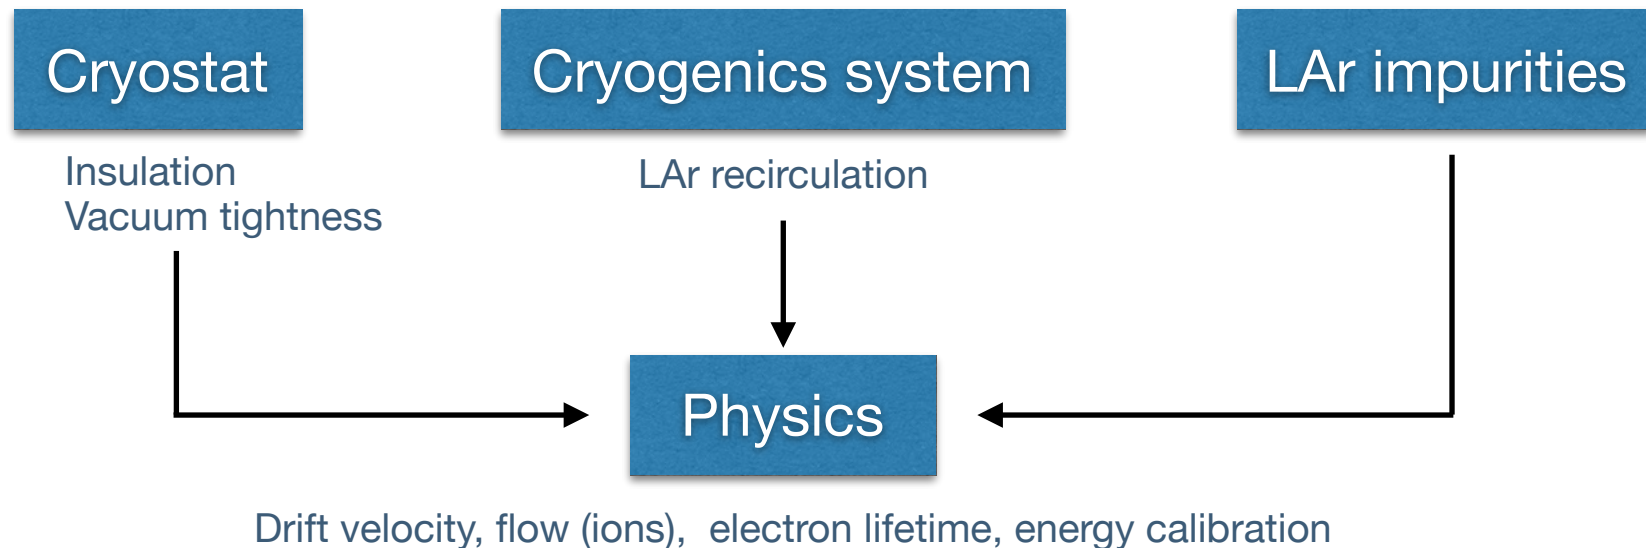 Cryostat
Cryogenics system
LAr impurities
Insulation
Vacuum tightness
LAr recirculation
Physics
Drift velocity, flow (ions), electron lifetime, energy calibration